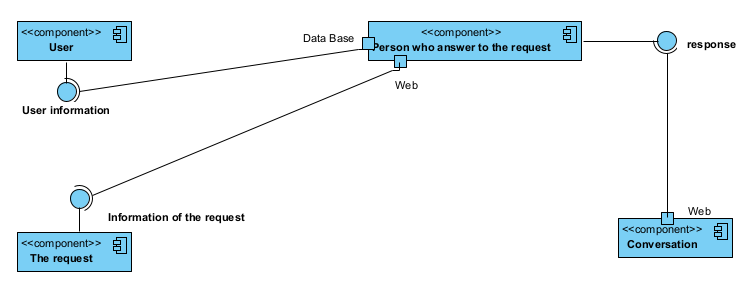 <<component>>
User
User information
Data Base
<<component>>
Person who answer to the request
Web
response
Information of the request
<<component>>
The request
Web
<<component>>
Conversation